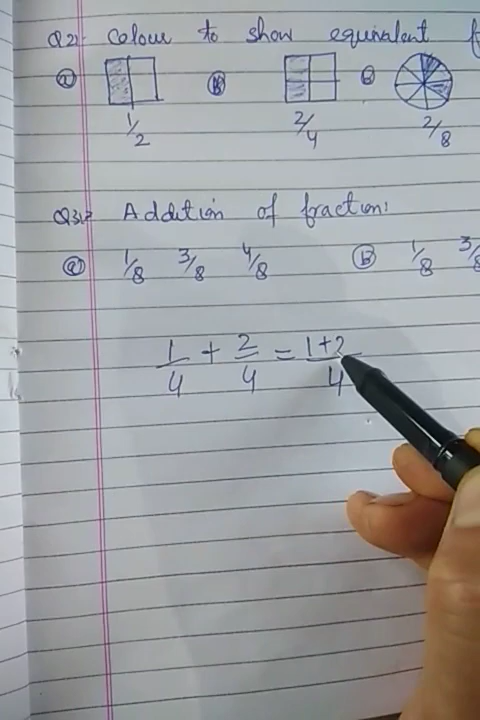 Q2:- Colour to show equivalent f
(a) (B) (c)
1/2 2/4 2/8
Q3:- Addition of fraction:
(a) 1/8 3/8 4/8 (B) 1/8 3/8
1/4 + 2/4 = 1+2/4